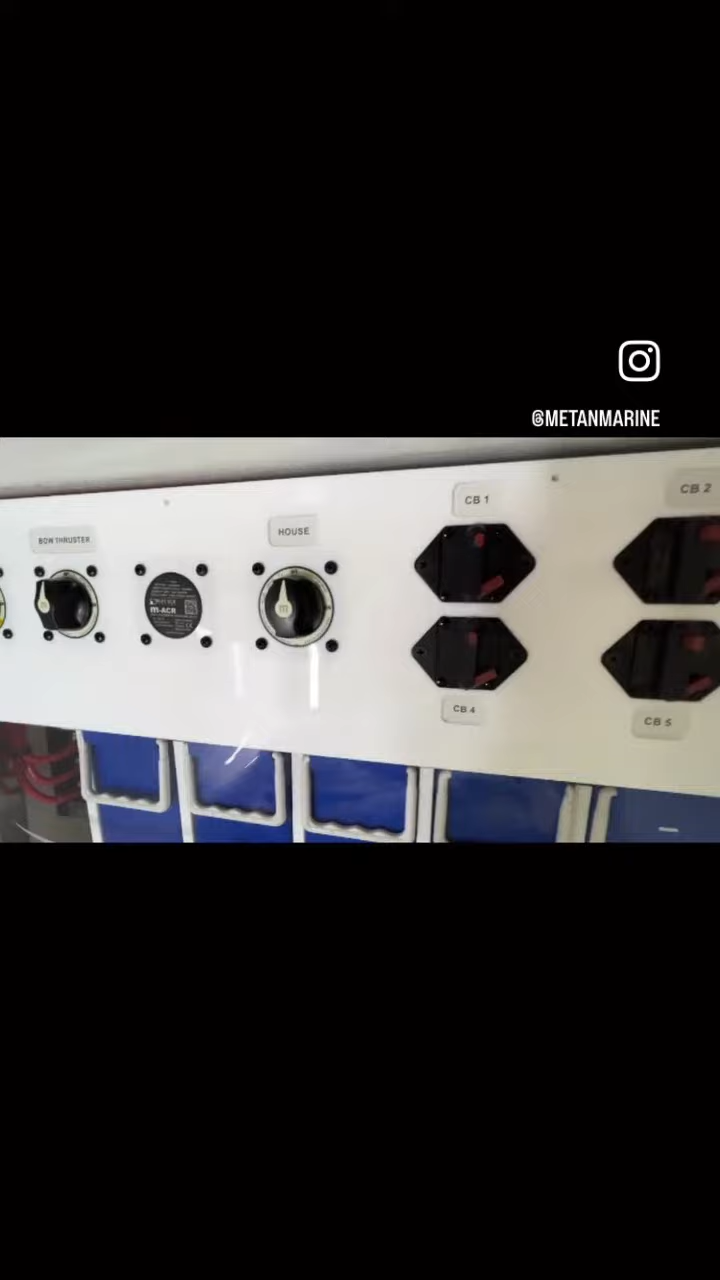 @METANMARINE
CB 2
CB 1
HOUSE
BOW THRUSTER
m-ACR
CB 4
CB 5